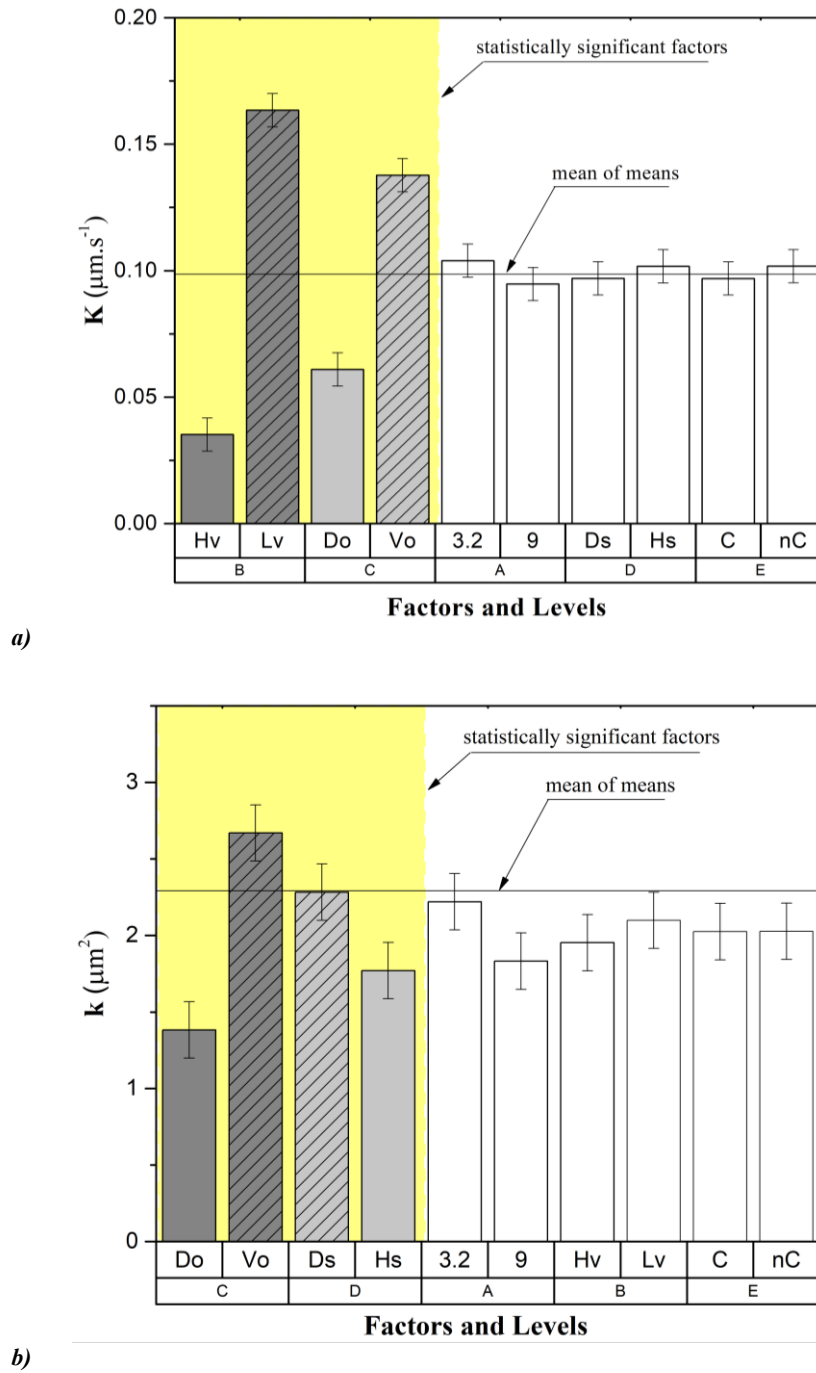 0.20
statistically significant factors
0.15
mean of means
0.10
K (μm.s⁻¹)
0.05
0.00
Hv Lv Do Vo 3.2 9 Ds Hs C nC
B C A D E
Factors and Levels
a)
statistically significant factors
3
mean of means
2
k (μm²)
1
0
Do Vo Ds Hs 3.2 9 Hv Lv C nC
C D A B E
Factors and Levels
b)